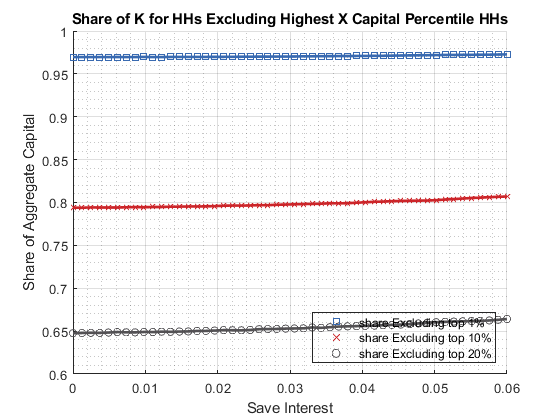 Share of K for HHs Excluding Highest X Capital Percentile HHs
1
0.95
0.9
0.85
0.8
0.75
0.7
0.65
0.6
Share of Aggregate Capital
share Excluding top 1%
share Excluding top 10%
share Excluding top 20%
0 0.01 0.02 0.03 0.04 0.05 0.06
Save Interest